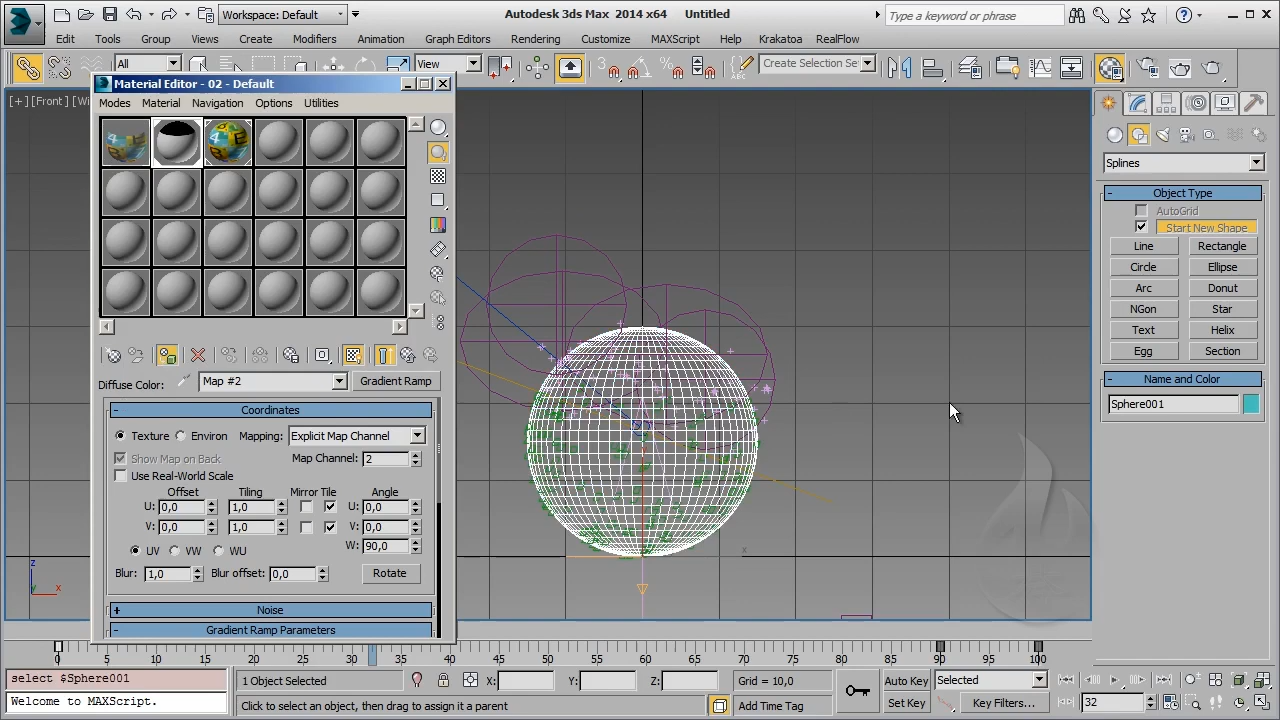 Workspace: Default
Autodesk 3ds Max 2014 x64 Untitled
Type a keyword or phrase
Edit Tools Group Views Create Modifiers Animation Graph Editors Rendering Customize MAXScript Help Krakatoa RealFlow
All
View
3
Create Selection Se
Material Editor - 02 - Default
Modes Material Navigation Options Utilities
Diffuse Color: Map #2 Gradient Ramp
- Coordinates
Texture Environ Mapping: Explicit Map Channel
Show Map on Back Map Channel: 2
Use Real-World Scale
Offset Tiling Mirror Tile Angle
U: 0,0 1,0 U: 0,0
V: 0,0 1,0 V: 0,0
W: 90,0
UV VW WU
Blur: 1,0 Blur offset: 0,0 Rotate
+ Noise
- Gradient Ramp Parameters
[+][Front][Wi
z
x
y
x
Splines
- Object Type
AutoGrid
Start New Shape
Line Rectangle
Circle Ellipse
Arc Donut
NGon Star
Text Helix
Egg Section
- Name and Color
Sphere001
0 5 10 15 20 25 30 35 40 45 50 55 60 65 70 75 80 85 90 95 100
select $Sphere001
Welcome to MAXScript.
1 Object Selected
X: Y: Z: Grid = 10,0
Click to select an object, then drag to assign it a parent
Add Time Tag
Auto Key Selected
Set Key Key Filters...
32